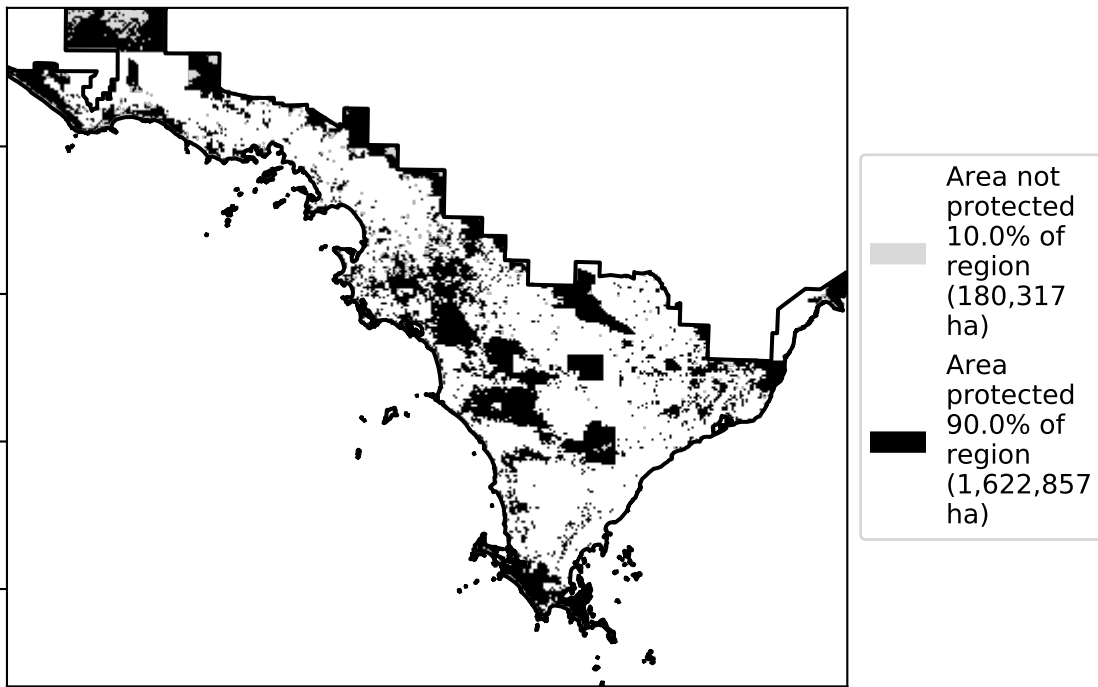 Area not
protected
10.0% of
region
(180,317
ha)
Area
protected
90.0% of
region
(1,622,857
ha)